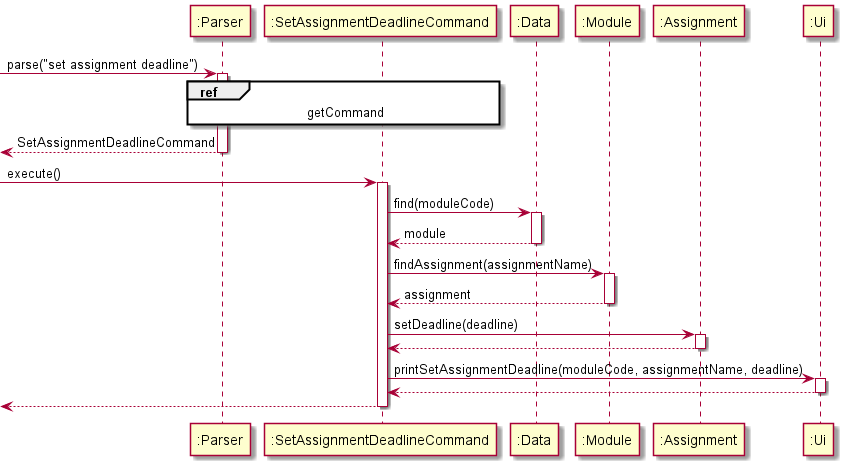 :Parser
:SetAssignmentDeadlineCommand
:Data
:Module
:Assignment
:Ui
parse("set assignment deadline")
ref
getCommand
SetAssignmentDeadlineCommand
execute()
find(moduleCode)
module
findAssignment(assignmentName)
assignment
setDeadline(deadline)
printSetAssignmentDeadline(moduleCode, assignmentName, deadline)
:Parser
:SetAssignmentDeadlineCommand
:Data
:Module
:Assignment
:Ui